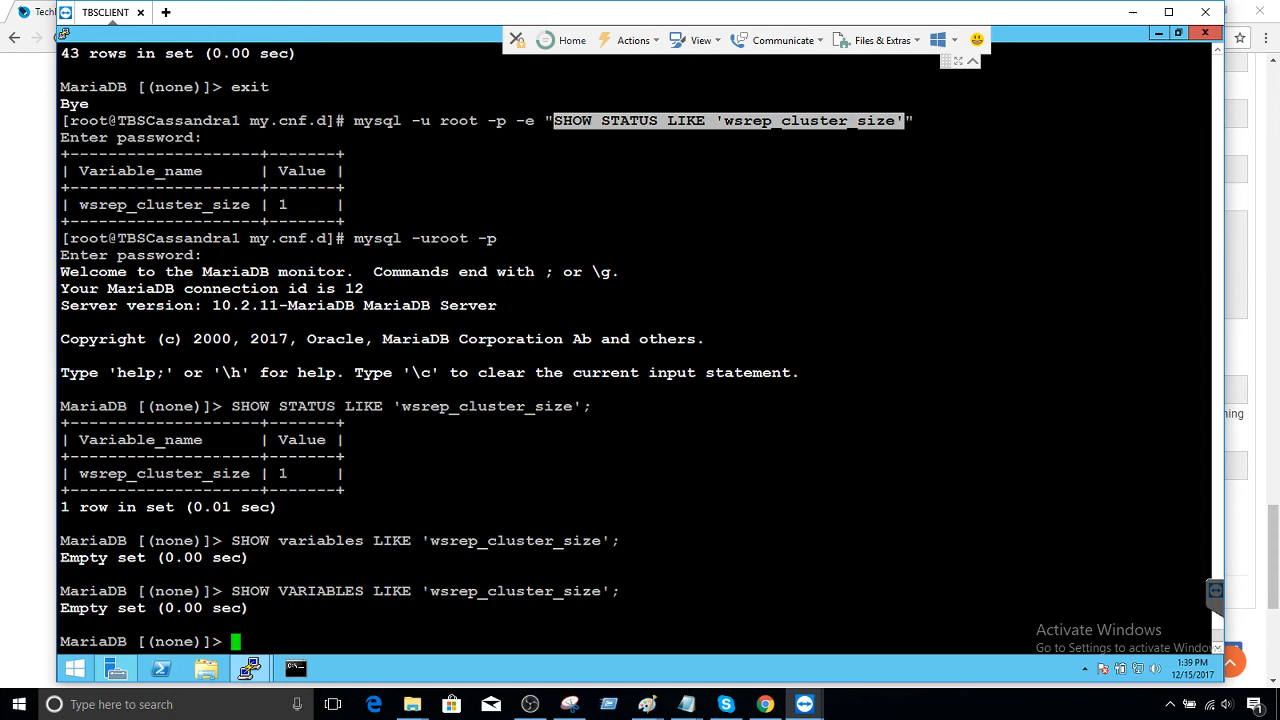 Tech
TBSCLIENT
Home
Actions
View
Communicate
Files & Extras
43 rows in set (0.00 sec)
MariaDB [(none)]> exit
Bye
[root@TBSCassandra1 my.cnf.d]# mysql -u root -p -e "SHOW STATUS LIKE 'wsrep_cluster_size'"
Enter password:
+--------------------+-------+
| Variable_name      | Value |
+--------------------+-------+
| wsrep_cluster_size | 1     |
+--------------------+-------+
[root@TBSCassandra1 my.cnf.d]# mysql -uroot -p
Enter password:
Welcome to the MariaDB monitor.  Commands end with ; or \g.
Your MariaDB connection id is 12
Server version: 10.2.11-MariaDB MariaDB Server
Copyright (c) 2000, 2017, Oracle, MariaDB Corporation Ab and others.
Type 'help;' or '\h' for help. Type '\c' to clear the current input statement.
MariaDB [(none)]> SHOW STATUS LIKE 'wsrep_cluster_size';
+--------------------+-------+
| Variable_name      | Value |
+--------------------+-------+
| wsrep_cluster_size | 1     |
+--------------------+-------+
1 row in set (0.01 sec)
MariaDB [(none)]> SHOW variables LIKE 'wsrep_cluster_size';
Empty set (0.00 sec)
MariaDB [(none)]> SHOW VARIABLES LIKE 'wsrep_cluster_size';
Empty set (0.00 sec)
MariaDB [(none)]>
Activate Windows
Go to Settings to activate Windo
1:39 PM
12/15/2017
Type here to search